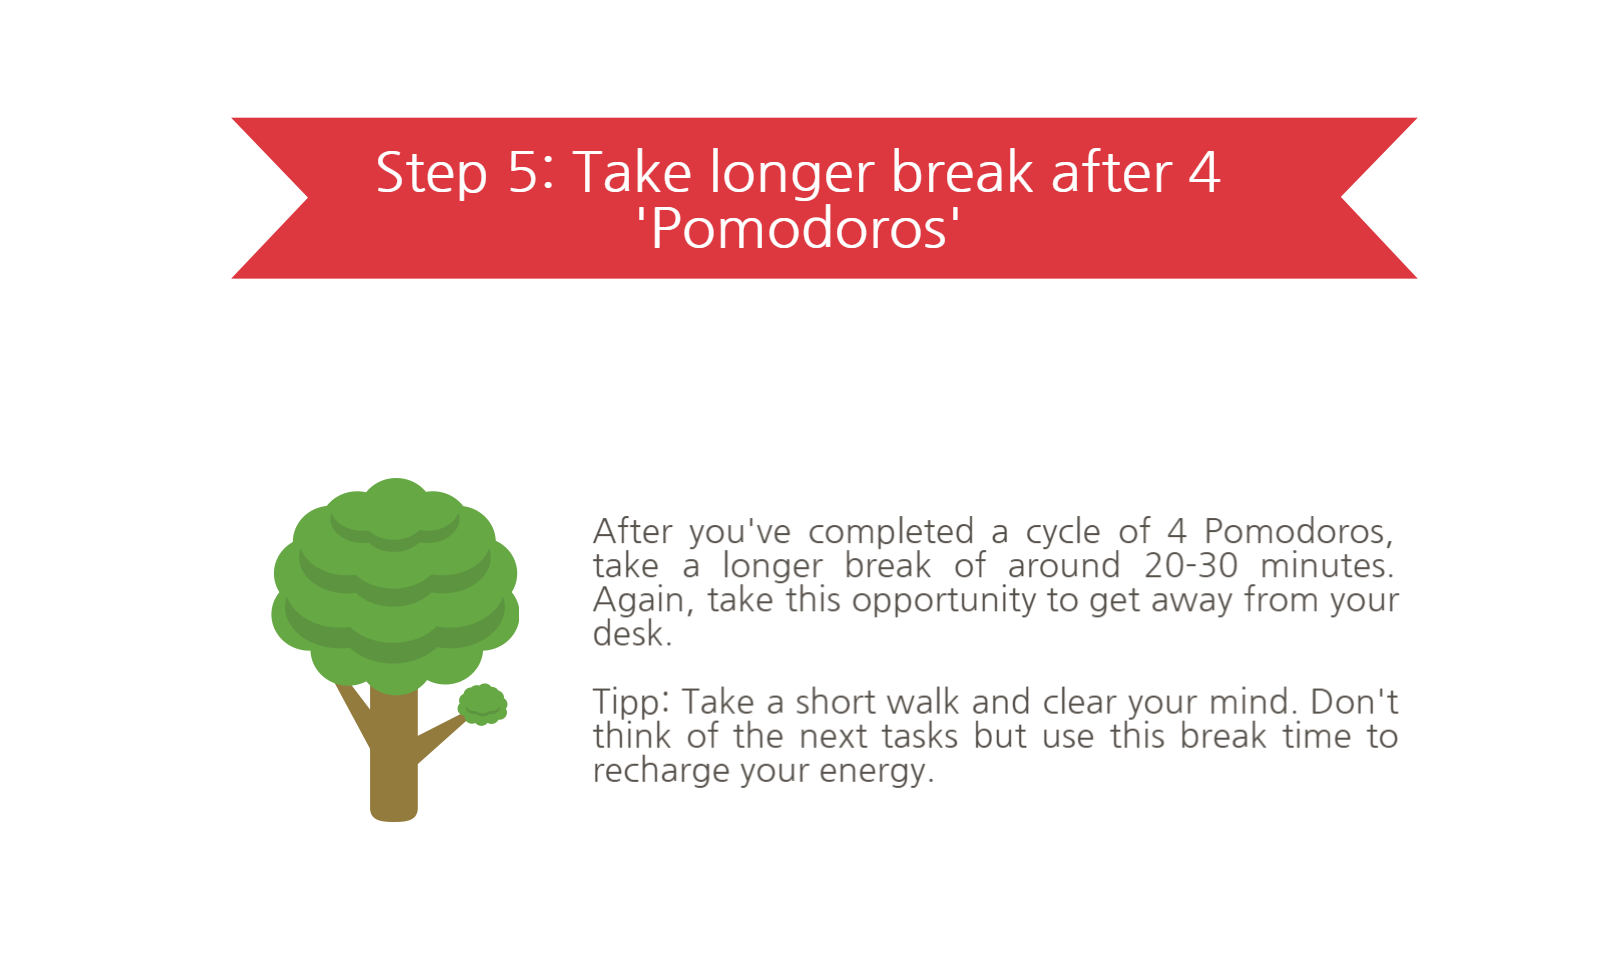 Step 5: Take longer break after 4
'Pomodoros'
After you've completed a cycle of 4 Pomodoros,
take a longer break of around 20-30 minutes.
Again, take this opportunity to get away from your
desk.
Tipp: Take a short walk and clear your mind. Don't
think of the next tasks but use this break time to
recharge your energy.